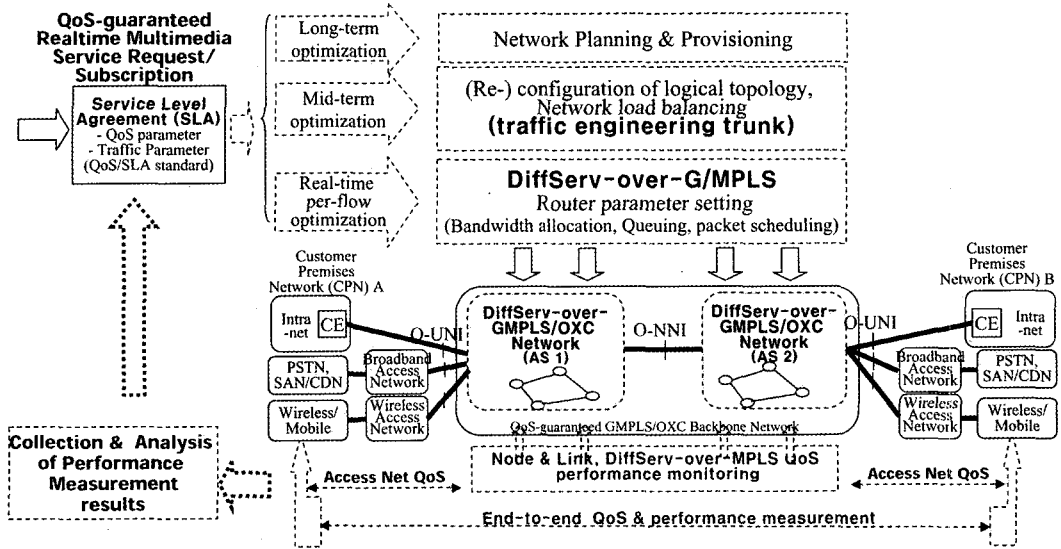 QoS-guaranteed
Realtime Multimedia
Service Request/
Subscription
Service Level
Agreement (SLA)
- QoS parameter
- Traffic Parameter
(QoS/SLA standard)
Long-term
optimization
Network Planning & Provisioning
Mid-term
optimization
(Re-) configuration of logical topology,
Network load balancing
(traffic engineering trunk)
Real-time
per-flow
optimization
DiffServ-over-G/MPLS
Router parameter setting
(Bandwidth allocation, Queuing, packet scheduling)
Customer
Premises
Network (CPN) A
Intra
-net
CE
O-UNI
PSTN,
SAN/CDN
Broadband
Access
Network
Wireless/
Mobile
Wireless
Access
Network
DiffServ-over-
GMPLS/OXC
Network
(AS 1)
O-NNI
DiffServ-over-
GMPLS/OXC
Network
(AS 2)
QoS-guaranteed GMPLS/OXC Backbone Network
O-UNI
Customer
Premises
Network (CPN) B
CE
Intra
-net
Broadband
Access
Network
PSTN,
SAN/CDN
Wireless
Access
Network
Wireless/
Mobile
Collection & Analysis
of Performance
Measurement
results
Access Net QoS
Node & Link, DiffServ-over-MPLS QoS
performance monitoring
Access Net QoS
End-to-end QoS & performance measurement